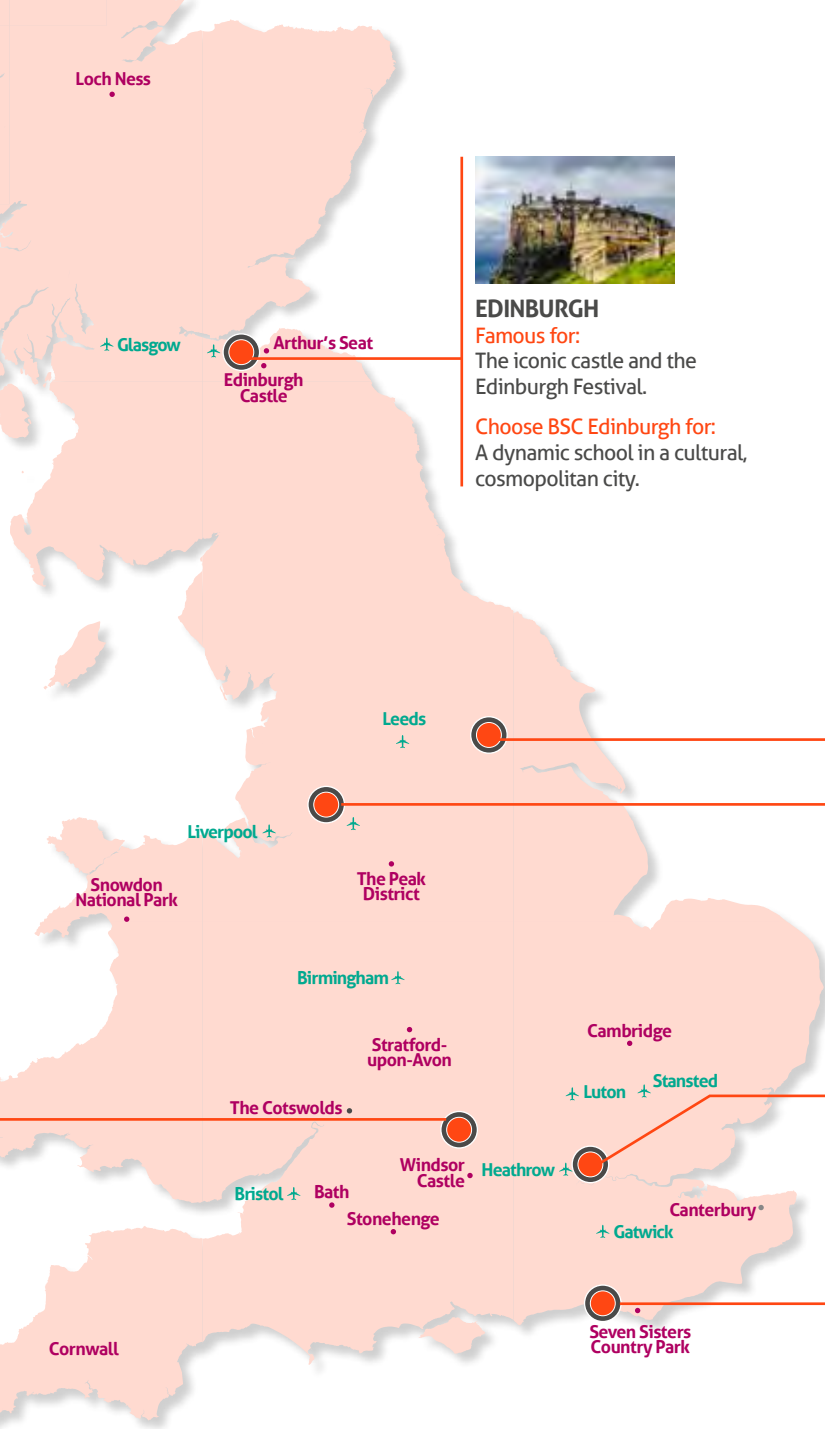 Loch Ness
EDINBURGH
Famous for:
The iconic castle and the
Edinburgh Festival.
Choose BSC Edinburgh for:
A dynamic school in a cultural,
cosmopolitan city.
Glasgow
Arthur's Seat
Edinburgh
Castle
Leeds
Liverpool
The Peak
District
Snowdon
National Park
Birmingham
Stratford-
upon-Avon
Cambridge
Luton
Stansted
The Cotswolds
Windsor
Castle
Heathrow
Bristol
Bath
Stonehenge
Canterbury
Gatwick
Seven Sisters
Country Park
Cornwall